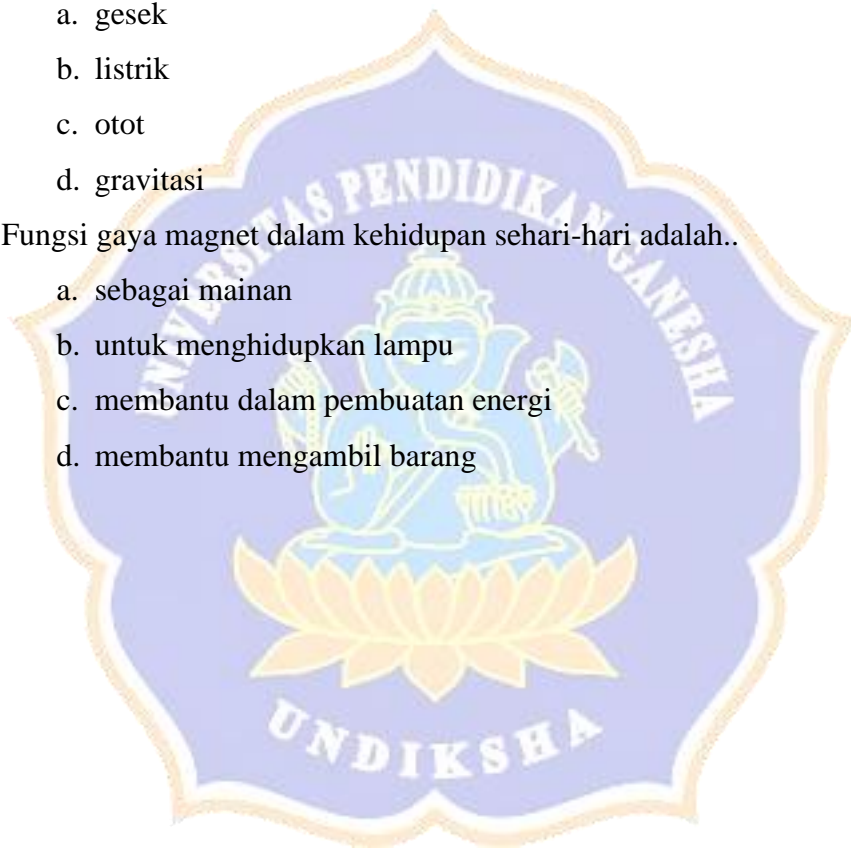 a. gesek
b. listrik
c. otot
d. gravitasi
Fungsi gaya magnet dalam kehidupan sehari-hari adalah..
a. sebagai mainan
b. untuk menghidupkan lampu
c. membantu dalam pembuatan energi
d. membantu mengambil barang
UNIVERSITAS PENDIDIKAN GANESHA
UNDIKSHA